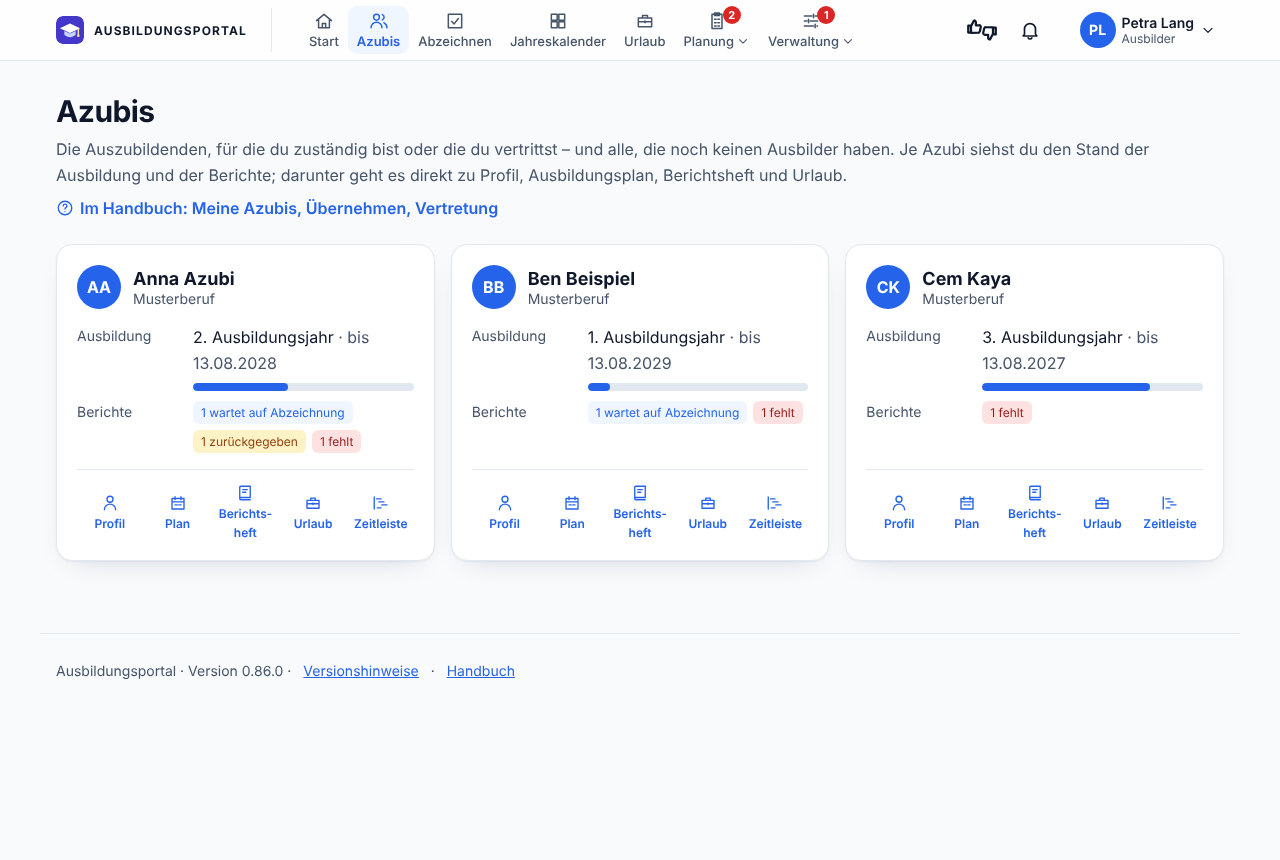 AUSBILDUNGSPORTAL
Start
Azubis
Abzeichnen
Jahreskalender
Urlaub
2
Planung
1
Verwaltung
PL
Petra Lang
Ausbilder
Azubis
Die Auszubildenden, für die du zuständig bist oder die du vertrittst – und alle, die noch keinen Ausbilder haben. Je Azubi siehst du den Stand der
Ausbildung und der Berichte; darunter geht es direkt zu Profil, Ausbildungsplan, Berichtsheft und Urlaub.
Im Handbuch: Meine Azubis, Übernehmen, Vertretung
AA
Anna Azubi
Musterberuf
Ausbildung
2. Ausbildungsjahr · bis
13.08.2028
Berichte
1 wartet auf Abzeichnung
1 zurückgegeben
1 fehlt
Profil
Plan
Berichts-
heft
Urlaub
Zeitleiste
BB
Ben Beispiel
Musterberuf
Ausbildung
1. Ausbildungsjahr · bis
13.08.2029
Berichte
1 wartet auf Abzeichnung
1 fehlt
Profil
Plan
Berichts-
heft
Urlaub
Zeitleiste
CK
Cem Kaya
Musterberuf
Ausbildung
3. Ausbildungsjahr · bis
13.08.2027
Berichte
1 fehlt
Profil
Plan
Berichts-
heft
Urlaub
Zeitleiste
Ausbildungsportal · Version 0.86.0 · Versionshinweise · Handbuch